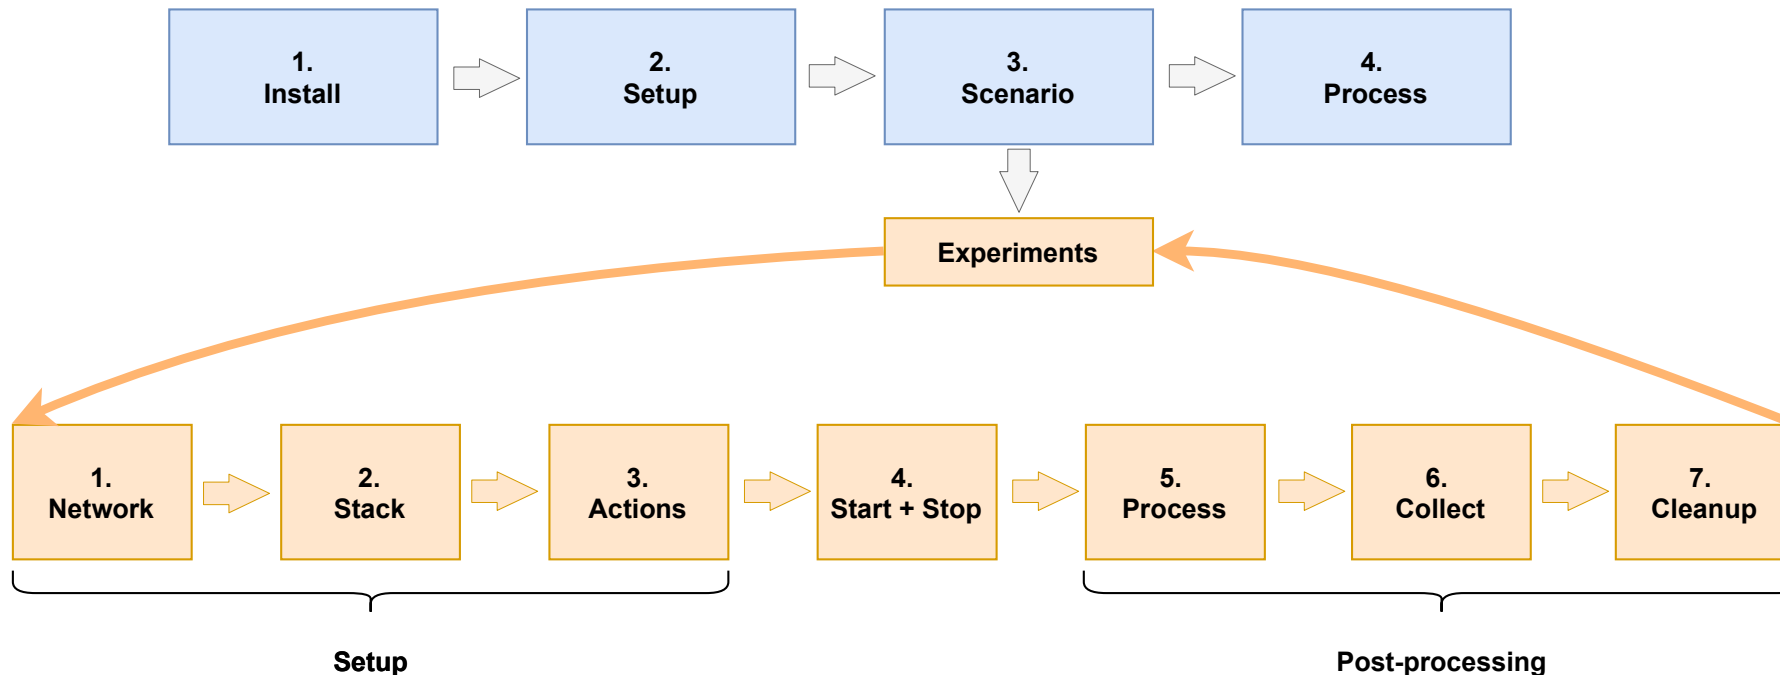 1.
Install
2.
Setup
3.
Scenario
4.
Process
Experiments
1.
Network
2.
Stack
3.
Actions
4.
Start + Stop
5.
Process
6.
Collect
7.
Cleanup
Setup
Post-processing